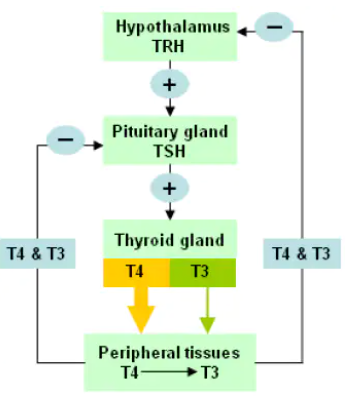 Hypothalamus
TRH
−
+
Pituitary gland
TSH
−
+
Thyroid gland
T4 T3
T4 & T3
T4 & T3
Peripheral tissues
T4 T3